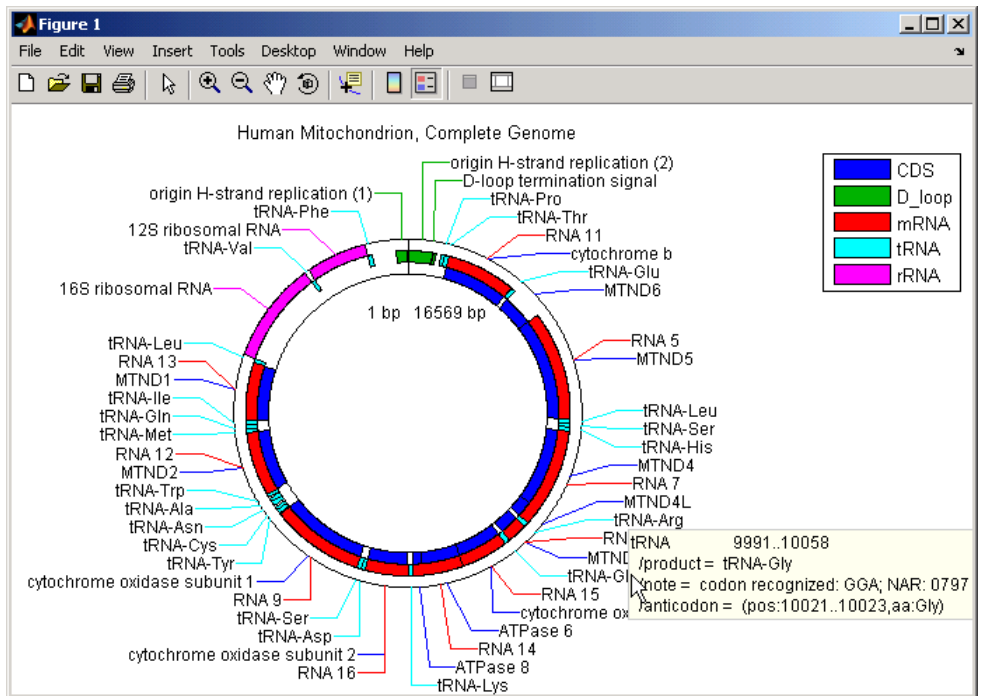 Figure 1
File Edit View Insert Tools Desktop Window Help
Human Mitochondrion, Complete Genome
origin H-strand replication (2)
D-loop termination signal
tRNA-Pro
tRNA-Thr
RNA 11
cytochrome b
tRNA-Glu
MTND6
RNA 5
MTND5
tRNA-Leu
tRNA-Ser
tRNA-His
MTND4
RNA 7
MTND4L
tRNA-Arg
RN
MTND
tRNA-Gl
RNA 15
cytochrome ox
ATPase 6
RNA 14
ATPase 8
tRNA-Lys
origin H-strand replication (1)
tRNA-Phe
12S ribosomal RNA
tRNA-Val
16S ribosomal RNA
tRNA-Leu
RNA 13
MTND1
tRNA-Ile
tRNA-Gln
tRNA-Met
RNA 12
MTND2
tRNA-Trp
tRNA-Ala
tRNA-Asn
tRNA-Cys
tRNA-Tyr
cytochrome oxidase subunit 1
RNA 9
tRNA-Ser
tRNA-Asp
cytochrome oxidase subunit 2
RNA 16
1 bp 16569 bp
CDS
D_loop
mRNA
tRNA
rRNA
tRNA 9991..10058
/product = tRNA-Gly
/note = codon recognized: GGA; NAR: 0797
/anticodon = (pos:10021..10023,aa:Gly)